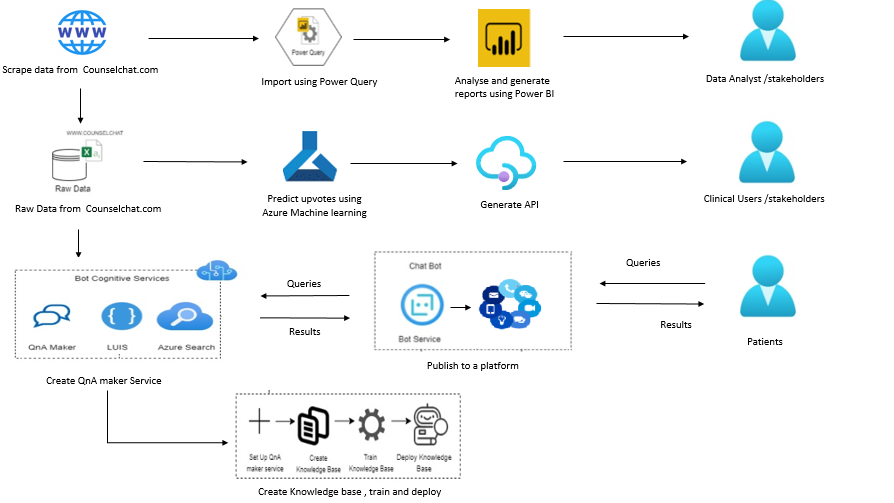 WWW
Power Query
Scrape data from Counselchat.com
Import using Power Query
Analyse and generate
reports using Power BI
Data Analyst /stakeholders
WWW.COUNSELCHAT
Raw Data
Raw Data from Counselchat.com
Predict upvotes using
Azure Machine learning
Generate API
Clinical Users /stakeholders
Bot Cognitive Services
QnA Maker
LUIS
Azure Search
Create QnA maker Service
Queries
Results
Chat Bot
Bot Service
Publish to a platform
Queries
Results
Patients
Set Up QnA
maker service
Create
Knowledge Base
Train
Knowledge Base
Deploy Knowledge
Base
Create Knowledge base , train and deploy